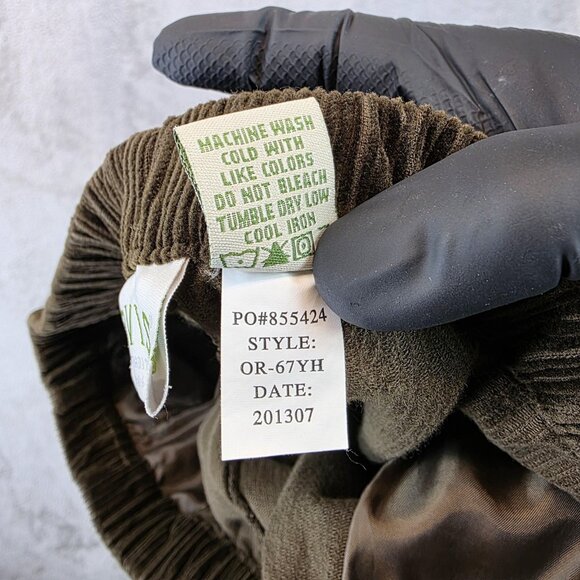 MACHINE WASH
COLD WITH
LIKE COLORS
DO NOT BLEACH
TUMBLE DRY LOW
COOL IRON
PO#855424
STYLE:
OR-67YH
DATE:
201307